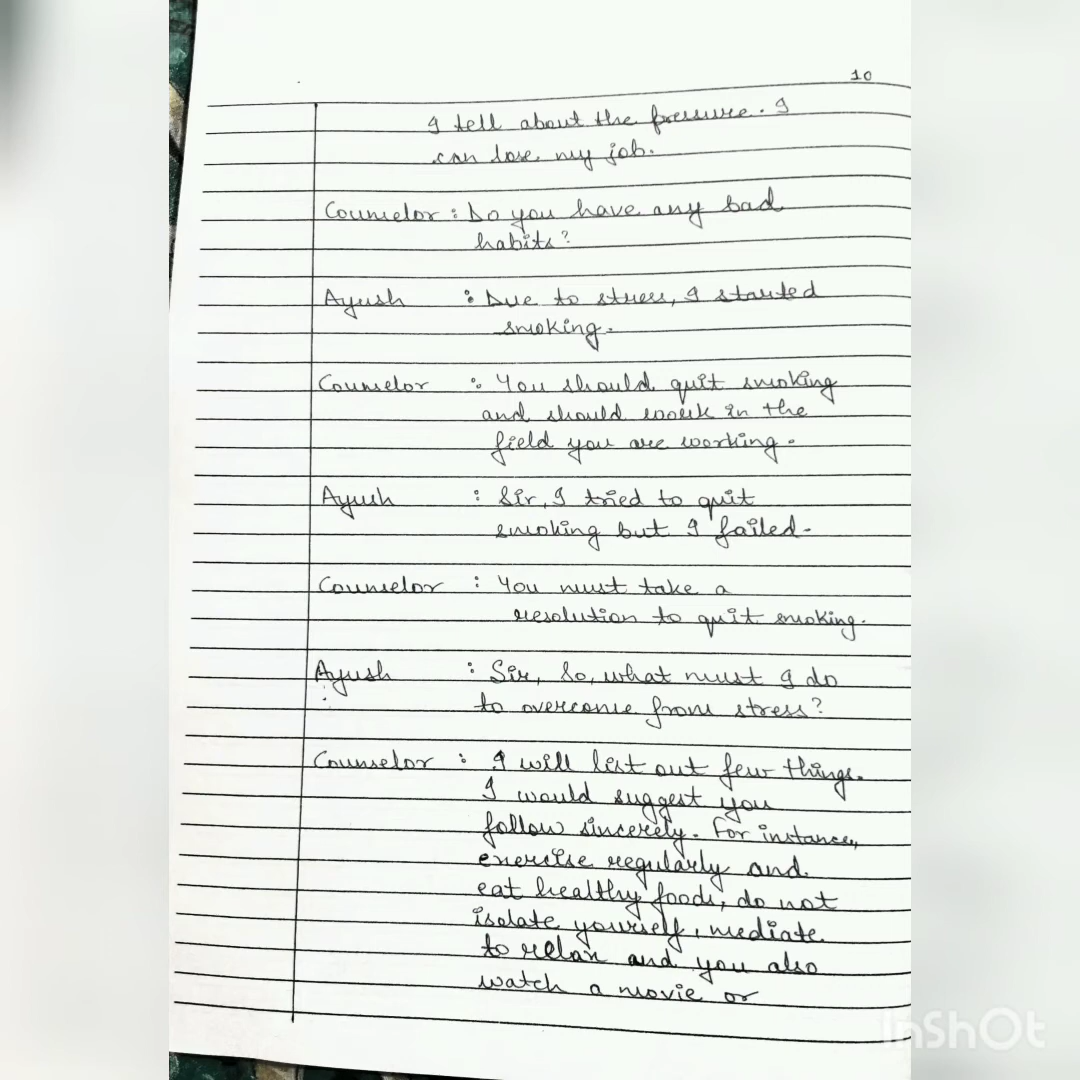 10
I tell about the pressure. I
can lose my job.
Counselor : Do you have any bad
habits?
Ayush : Due to stress, I started
smoking.
Counselor : You should quit smoking
and should work in the
field you are working.
Ayush : Sir, I tried to quit
smoking but I failed.
Counselor : You must take a
resolution to quit smoking.
Ayush : Sir, So, what must I do
to overcome from stress?
Counselor : I will list out few things.
I would suggest you
follow sincerely. For instance,
exercise regularly and
eat healthy foods, do not
isolate yourself, mediate
to relax and you also
watch a movie or
InShOt